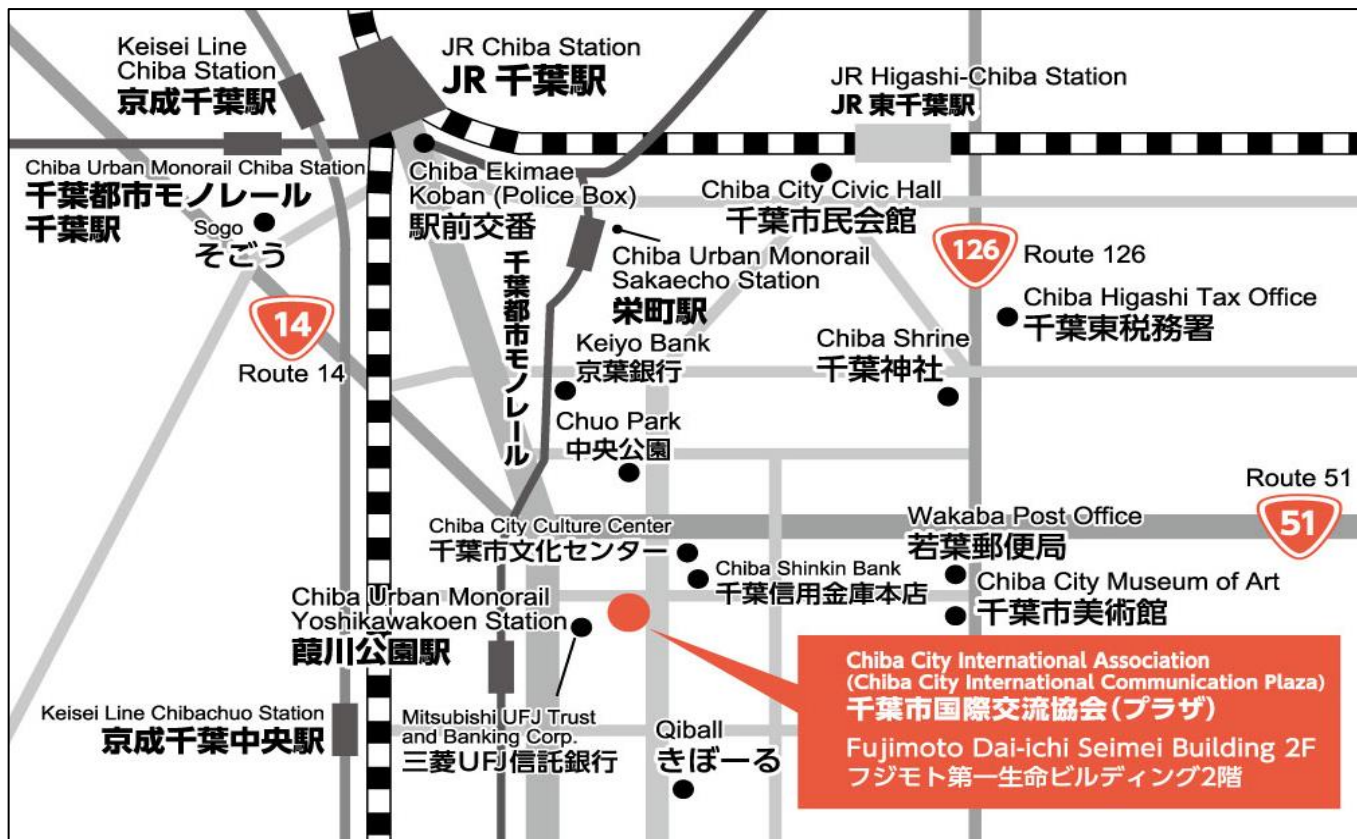 Keisei Line
Chiba Station
京成千葉駅
JR Chiba Station
JR 千葉駅
JR Higashi-Chiba Station
JR 東千葉駅
Chiba Urban Monorail Chiba Station
千葉都市モノレール
千葉駅
Sogo
そごう
Chiba Ekimae
Koban (Police Box)
駅前交番
Chiba City Civic Hall
千葉市民会館
126
Route 126
千葉都市モノレール
Chiba Urban Monorail
Sakaecho Station
栄町駅
14
Route 14
Chiba Higashi Tax Office
千葉東税務署
Keiyo Bank
京葉銀行
Chiba Shrine
千葉神社
Chuo Park
中央公園
Route 51
51
Chiba City Culture Center
千葉市文化センター
Wakaba Post Office
若葉郵便局
Chiba Shinkin Bank
千葉信用金庫本店
Chiba City Museum of Art
千葉市美術館
Chiba Urban Monorail
Yoshikawakoen Station
葭川公園駅
Chiba City International Association
(Chiba City International Communication Plaza)
千葉市国際交流協会(プラザ)
Fujimoto Dai-ichi Seimei Building 2F
フジモト第一生命ビルディング2階
Keisei Line Chibachuo Station
京成千葉中央駅
Mitsubishi UFJ Trust
and Banking Corp.
三菱UFJ信託銀行
Qiball
きぼーる